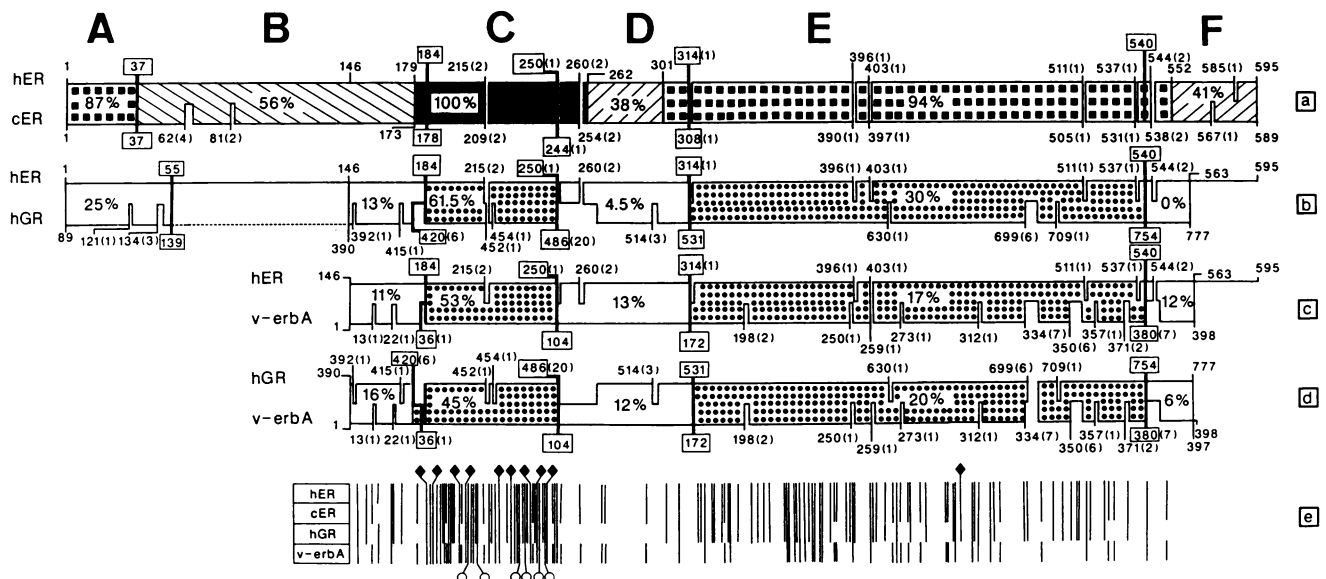 A B C D E F
184 250(1) 314(1) 396(1) 540 544(2)
1 37 146 179 215(2) 260(2) 262 301 403(1) 511(1) 537(1) 552 585(1) 595
hER
cER
87% 56% 100% 38% 94% 41%
a
1 37 62(4) 81(2) 173 178 209(2) 244(1) 254(2) 308(1) 390(1) 397(1) 505(1) 531(1) 538(2) 567(1) 589
1 55 146 184 215(2) 250(1) 260(2) 314(1) 396(1) 403(1) 511(1) 537(1) 540 544(2) 563 595
hER
hGR
25% 13% 61.5% 4.5% 30% 0%
b
89 121(1) 134(3) 139 390 392(1) 415(1) 420(6) 452(1) 454(1) 486(20) 514(3) 531 630(1) 699(6) 709(1) 754 777
hER 146 184 215(2) 250(1) 260(2) 314(1) 396(1) 403(1) 511(1) 537(1) 540 544(2) 563 595
v-erbA
11% 53% 13% 17% 12%
c
1 13(1) 22(1) 36(1) 104 172 198(2) 250(1) 259(1) 273(1) 312(1) 334(7) 350(6) 357(1) 371(2) 380(7) 398
hGR 390 392(1) 415(1) 420(6) 452(1) 454(1) 486(20) 514(3) 531 630(1) 699(6) 709(1) 754 777
v-erbA
16% 45% 12% 20% 6%
d
1 13(1) 22(1) 36(1) 104 172 198(2) 250(1) 259(1) 273(1) 312(1) 334(7) 350(6) 357(1) 371(2) 380(7) 398
397
hER
cER
hGR
v-erbA
e